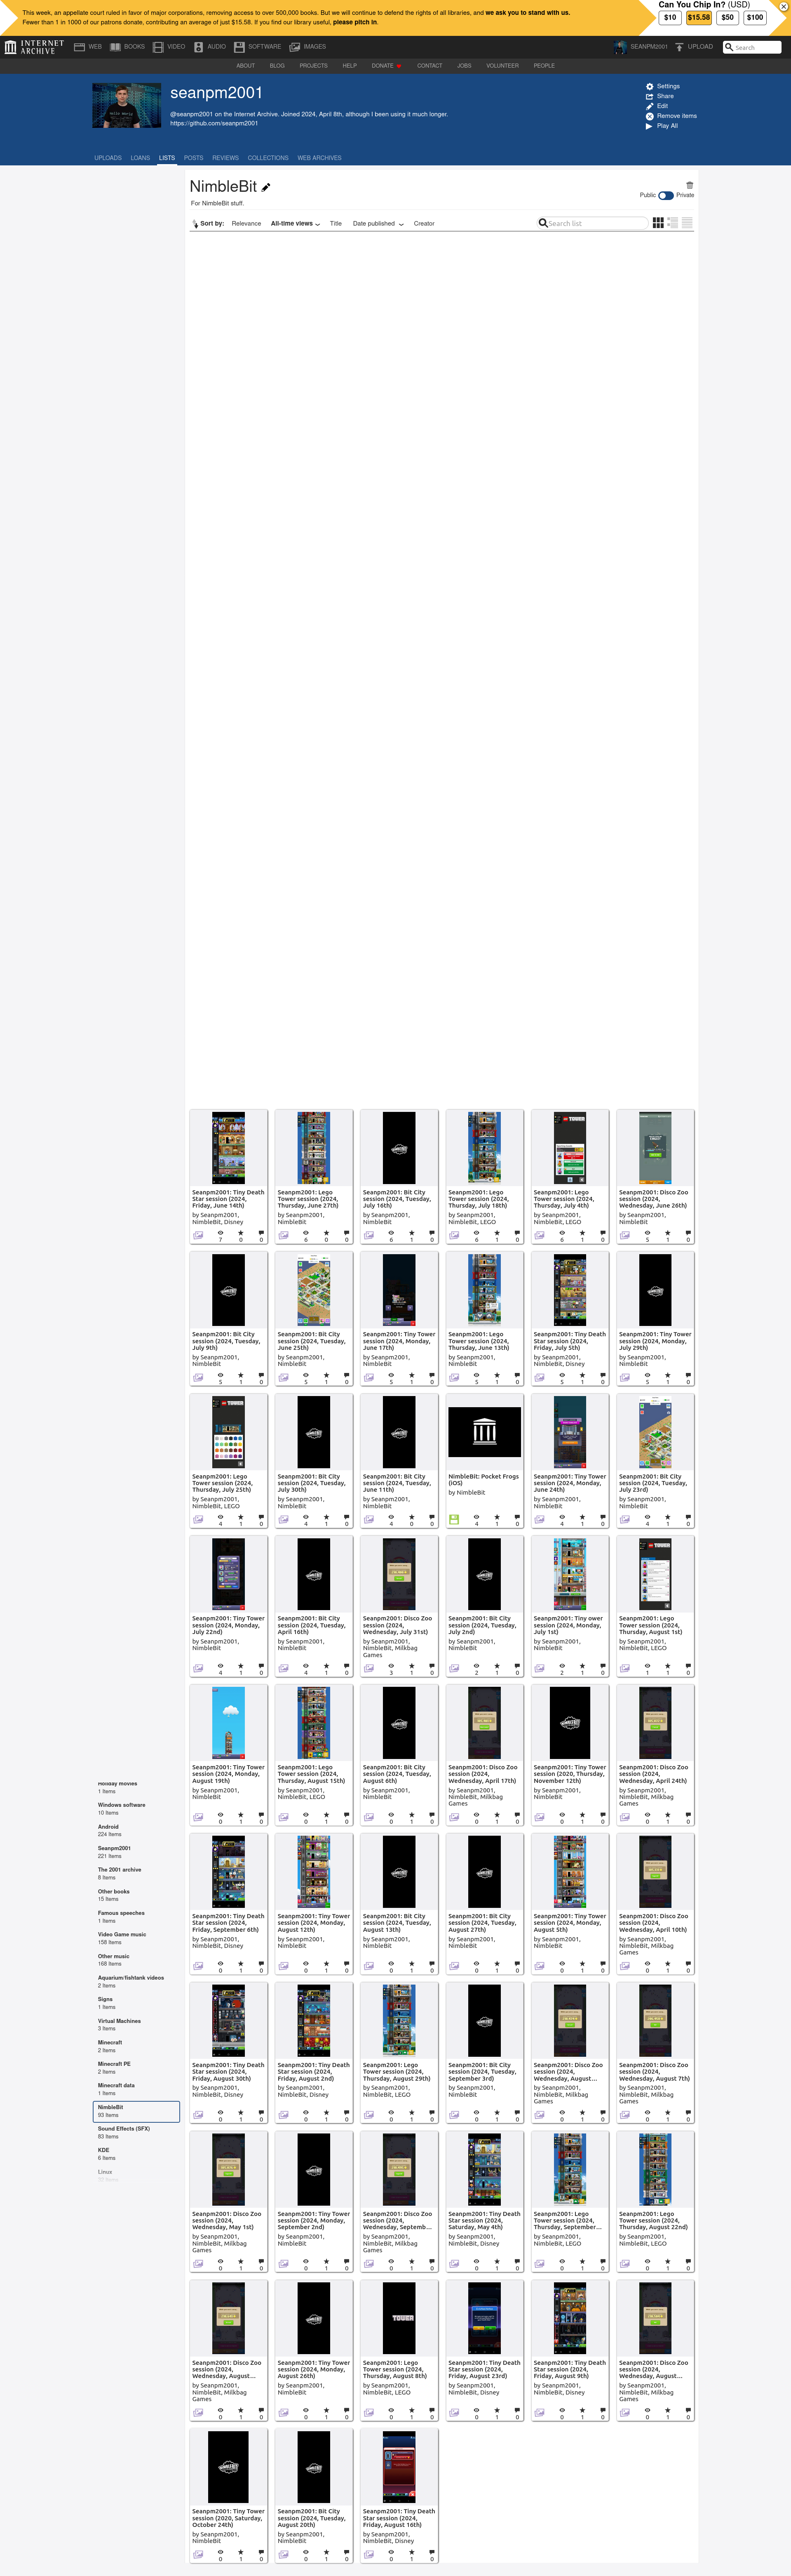 This week, an appellate court ruled in favor of major corporations, removing access to over 500,000 books. But we will continue to defend the rights of all libraries, and we ask you to stand with us.
Fewer than 1 in 1000 of our patrons donate, contributing an average of just $15.58. If you find our library useful, please pitch in.
Can You Chip In? (USD)
$10 $15.58 $50 $100
INTERNET ARCHIVE
WEB BOOKS VIDEO AUDIO SOFTWARE IMAGES SEANPM2001 UPLOAD Search
ABOUT BLOG PROJECTS HELP DONATE CONTACT JOBS VOLUNTEER PEOPLE
seanpm2001
@seanpm2001 on the Internet Archive. Joined 2024, April 8th, although I been using it much longer.
https://github.com/seanpm2001
Settings
Share
Edit
Remove items
Play All
UPLOADS LOANS LISTS POSTS REVIEWS COLLECTIONS WEB ARCHIVES
NimbleBit
For NimbleBit stuff.
Public Private
Sort by: Relevance All-time views Title Date published Creator Search list
Seanpm2001: Tiny Death Star session (2024, Friday, June 14th)
by Seanpm2001, NimbleBit, Disney
7 0 0
Seanpm2001: Lego Tower session (2024, Thursday, June 27th)
by Seanpm2001, NimbleBit
6 0 0
Seanpm2001: Bit City session (2024, Tuesday, July 16th)
by Seanpm2001, NimbleBit
6 1 0
Seanpm2001: Lego Tower session (2024, Thursday, July 18th)
by Seanpm2001, NimbleBit, LEGO
6 1 0
Seanpm2001: Lego Tower session (2024, Thursday, July 4th)
by Seanpm2001, NimbleBit, LEGO
6 1 0
Seanpm2001: Disco Zoo session (2024, Wednesday, June 26th)
by Seanpm2001, NimbleBit
5 1 0
Seanpm2001: Bit City session (2024, Tuesday, July 9th)
by Seanpm2001, NimbleBit
5 1 0
Seanpm2001: Bit City session (2024, Tuesday, June 25th)
by Seanpm2001, NimbleBit
5 1 0
Seanpm2001: Tiny Tower session (2024, Monday, June 17th)
by Seanpm2001, NimbleBit
5 1 0
Seanpm2001: Lego Tower session (2024, Thursday, June 13th)
by Seanpm2001, NimbleBit
5 1 0
Seanpm2001: Tiny Death Star session (2024, Friday, July 5th)
by Seanpm2001, NimbleBit, Disney
5 1 0
Seanpm2001: Tiny Tower session (2024, Monday, July 29th)
by Seanpm2001, NimbleBit
5 1 0
Seanpm2001: Lego Tower session (2024, Thursday, July 25th)
by Seanpm2001, NimbleBit, LEGO
4 1 0
Seanpm2001: Bit City session (2024, Tuesday, July 30th)
by Seanpm2001, NimbleBit
4 1 0
Seanpm2001: Bit City session (2024, Tuesday, June 11th)
by Seanpm2001, NimbleBit
4 0 0
NimbleBit: Pocket Frogs (iOS)
by NimbleBit
4 1 0
Seanpm2001: Tiny Tower session (2024, Monday, June 24th)
by Seanpm2001, NimbleBit
4 1 0
Seanpm2001: Bit City session (2024, Tuesday, July 23rd)
by Seanpm2001, NimbleBit
4 1 0
Seanpm2001: Tiny Tower session (2024, Monday, July 22nd)
by Seanpm2001, NimbleBit
4 1 0
Seanpm2001: Bit City session (2024, Tuesday, April 16th)
by Seanpm2001, NimbleBit
4 1 0
Seanpm2001: Disco Zoo session (2024, Wednesday, July 31st)
by Seanpm2001, NimbleBit, Milkbag Games
3 1 0
Seanpm2001: Bit City session (2024, Tuesday, July 2nd)
by Seanpm2001, NimbleBit
2 1 0
Seanpm2001: Tiny ower session (2024, Monday, July 1st)
by Seanpm2001, NimbleBit
2 1 0
Seanpm2001: Lego Tower session (2024, Thursday, August 1st)
by Seanpm2001, NimbleBit, LEGO
1 1 0
Seanpm2001: Tiny Tower session (2024, Monday, August 19th)
by Seanpm2001, NimbleBit
0 1 0
Seanpm2001: Lego Tower session (2024, Thursday, August 15th)
by Seanpm2001, NimbleBit, LEGO
0 1 0
Seanpm2001: Bit City session (2024, Tuesday, August 6th)
by Seanpm2001, NimbleBit
0 1 0
Seanpm2001: Disco Zoo session (2024, Wednesday, April 17th)
by Seanpm2001, NimbleBit, Milkbag Games
0 1 0
Seanpm2001: Tiny Tower session (2020, Thursday, November 12th)
by Seanpm2001, NimbleBit
0 1 0
Seanpm2001: Disco Zoo session (2024, Wednesday, April 24th)
by Seanpm2001, NimbleBit, Milkbag Games
0 1 0
Seanpm2001: Tiny Death Star session (2024, Friday, September 6th)
by Seanpm2001, NimbleBit, Disney
0 1 0
Seanpm2001: Tiny Tower session (2024, Monday, August 12th)
by Seanpm2001, NimbleBit
0 1 0
Seanpm2001: Bit City session (2024, Tuesday, August 13th)
by Seanpm2001, NimbleBit
0 1 0
Seanpm2001: Bit City session (2024, Tuesday, August 27th)
by Seanpm2001, NimbleBit
0 1 0
Seanpm2001: Tiny Tower session (2024, Monday, August 5th)
by Seanpm2001, NimbleBit
0 1 0
Seanpm2001: Disco Zoo session (2024, Wednesday, April 10th)
by Seanpm2001, NimbleBit, Milkbag Games
0 1 0
Seanpm2001: Tiny Death Star session (2024, Friday, August 30th)
by Seanpm2001, NimbleBit, Disney
0 1 0
Seanpm2001: Tiny Death Star session (2024, Friday, August 2nd)
by Seanpm2001, NimbleBit, Disney
0 1 0
Seanpm2001: Lego Tower session (2024, Thursday, August 29th)
by Seanpm2001, NimbleBit, LEGO
0 1 0
Seanpm2001: Bit City session (2024, Tuesday, September 3rd)
by Seanpm2001, NimbleBit
0 1 0
Seanpm2001: Disco Zoo session (2024, Wednesday, August...
by Seanpm2001, NimbleBit, Milkbag Games
0 1 0
Seanpm2001: Disco Zoo session (2024, Wednesday, August 7th)
by Seanpm2001, NimbleBit, Milkbag Games
0 1 0
Seanpm2001: Disco Zoo session (2024, Wednesday, May 1st)
by Seanpm2001, NimbleBit, Milkbag Games
0 1 0
Seanpm2001: Tiny Tower session (2024, Monday, September 2nd)
by Seanpm2001, NimbleBit
0 1 0
Seanpm2001: Disco Zoo session (2024, Wednesday, Septemb...
by Seanpm2001, NimbleBit, Milkbag Games
0 1 0
Seanpm2001: Tiny Death Star session (2024, Saturday, May 4th)
by Seanpm2001, NimbleBit, Disney
0 1 0
Seanpm2001: Lego Tower session (2024, Thursday, September...
by Seanpm2001, NimbleBit, LEGO
0 1 0
Seanpm2001: Lego Tower session (2024, Thursday, August 22nd)
by Seanpm2001, NimbleBit, LEGO
0 1 0
Seanpm2001: Disco Zoo session (2024, Wednesday, August...
by Seanpm2001, NimbleBit, Milkbag Games
0 1 0
Seanpm2001: Tiny Tower session (2024, Monday, August 26th)
by Seanpm2001, NimbleBit
0 1 0
Seanpm2001: Lego Tower session (2024, Thursday, August 8th)
by Seanpm2001, NimbleBit, LEGO
0 1 0
Seanpm2001: Tiny Death Star session (2024, Friday, August 23rd)
by Seanpm2001, NimbleBit, Disney
0 1 0
Seanpm2001: Tiny Death Star session (2024, Friday, August 9th)
by Seanpm2001, NimbleBit, Disney
0 1 0
Seanpm2001: Disco Zoo session (2024, Wednesday, August...
by Seanpm2001, NimbleBit, Milkbag Games
0 1 0
Seanpm2001: Tiny Tower session (2020, Saturday, October 24th)
by Seanpm2001, NimbleBit
0 1 0
Seanpm2001: Bit City session (2024, Tuesday, August 20th)
by Seanpm2001, NimbleBit
0 1 0
Seanpm2001: Tiny Death Star session (2024, Friday, August 16th)
by Seanpm2001, NimbleBit, Disney
0 1 0
Holiday movies
1 Items
Windows software
10 Items
Android
224 Items
Seanpm2001
221 Items
The 2001 archive
8 Items
Other books
15 Items
Famous speeches
1 Items
Video Game music
158 Items
Other music
168 Items
Aquarium/fishtank videos
2 Items
Signs
1 Items
Virtual Machines
3 Items
Minecraft
2 Items
Minecraft PE
2 Items
Minecraft data
1 Items
NimbleBit
93 Items
Sound Effects (SFX)
83 Items
KDE
6 Items
Linux